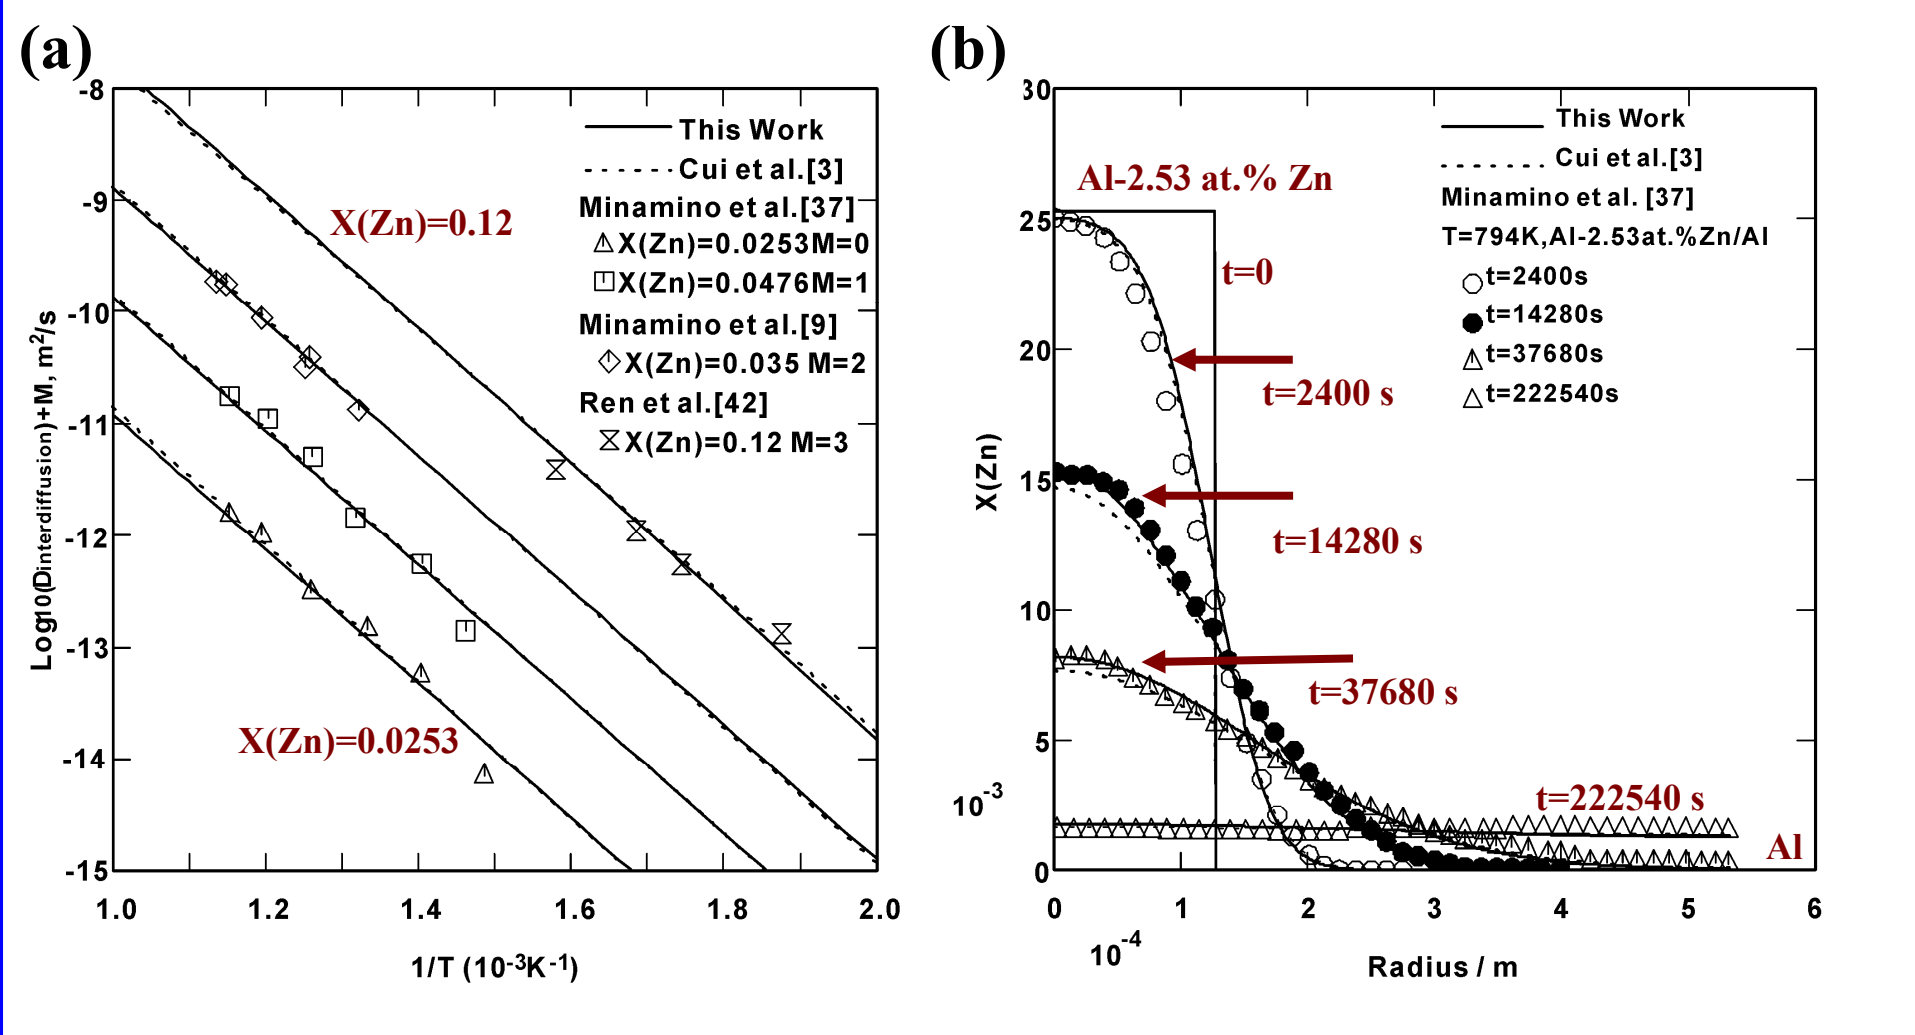 (a)
-8
-9
-10
-11
-12
-13
-14
-15
1.0 1.2 1.4 1.6 1.8 2.0
Log10(Dinterdiffusion)+M, m²/s
1/T (10⁻³K⁻¹)
This Work
Cui et al.[3]
Minamino et al.[37]
X(Zn)=0.0253M=0
X(Zn)=0.0476M=1
Minamino et al.[9]
X(Zn)=0.035 M=2
Ren et al.[42]
X(Zn)=0.12 M=3
X(Zn)=0.12
X(Zn)=0.0253
(b)
30
25
20
15
10
5
0
10⁻³
0 1 2 3 4 5 6
10⁻⁴
X(Zn)
Radius / m
This Work
Cui et al.[3]
Minamino et al. [37]
T=794K,Al-2.53at.%Zn/Al
t=2400s
t=14280s
t=37680s
t=222540s
Al-2.53 at.% Zn
t=0
t=2400 s
t=14280 s
t=37680 s
t=222540 s
Al